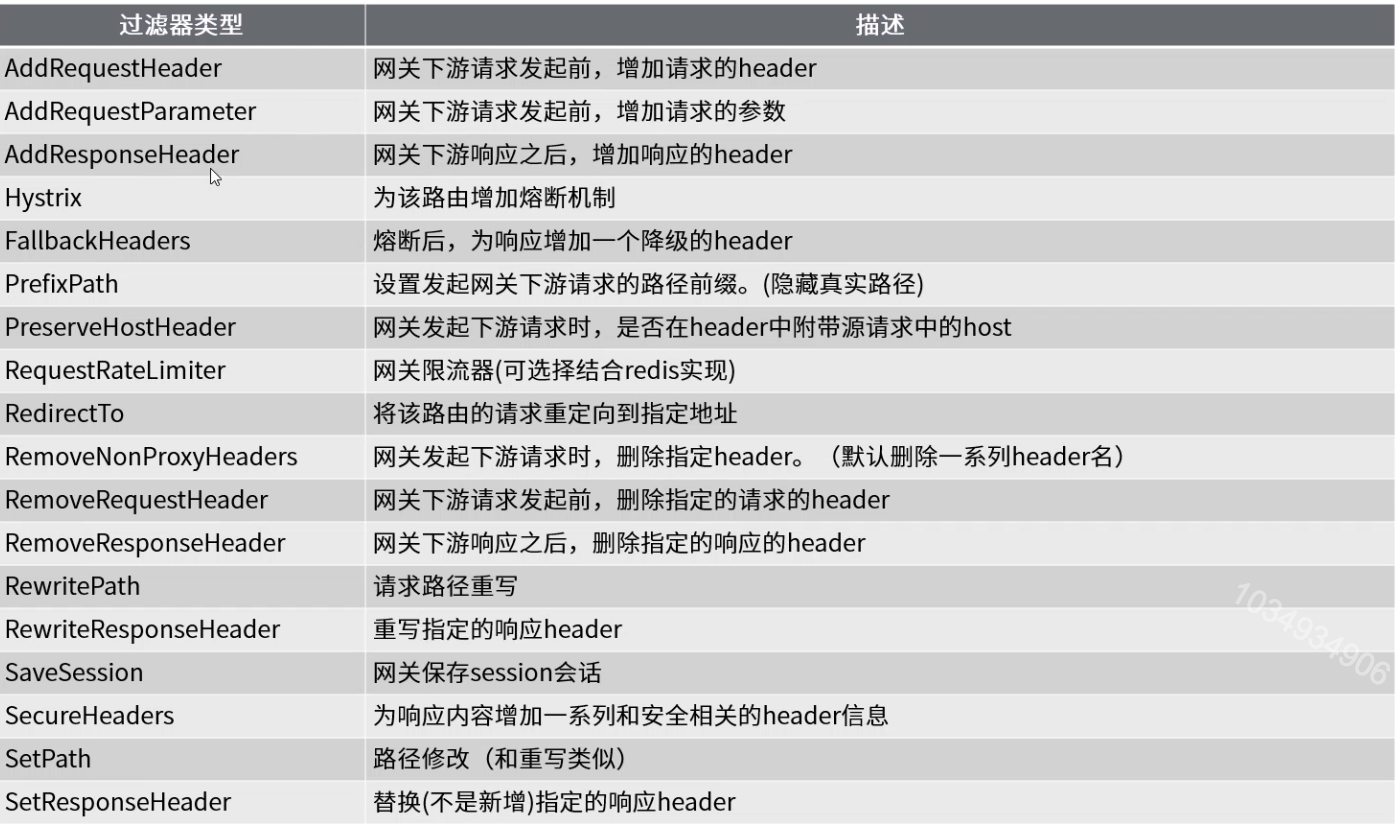 过滤器类型 描述
AddRequestHeader 网关下游请求发起前，增加请求的header
AddRequestParameter 网关下游请求发起前，增加请求的参数
AddResponseHeader 网关下游响应之后，增加响应的header
Hystrix 为该路由增加熔断机制
FallbackHeaders 熔断后，为响应增加一个降级的header
PrefixPath 设置发起网关下游请求的路径前缀。(隐藏真实路径)
PreserveHostHeader 网关发起下游请求时，是否在header中附带源请求中的host
RequestRateLimiter 网关限流器(可选择结合redis实现)
RedirectTo 将该路由的请求重定向到指定地址
RemoveNonProxyHeaders 网关发起下游请求时，删除指定header。（默认删除一系列header名）
RemoveRequestHeader 网关下游请求发起前，删除指定的请求的header
RemoveResponseHeader 网关下游响应之后，删除指定的响应的header
RewritePath 请求路径重写
RewriteResponseHeader 重写指定的响应header
SaveSession 网关保存session会话
SecureHeaders 为响应内容增加一系列和安全相关的header信息
SetPath 路径修改（和重写类似）
SetResponseHeader 替换(不是新增)指定的响应header
1034934906